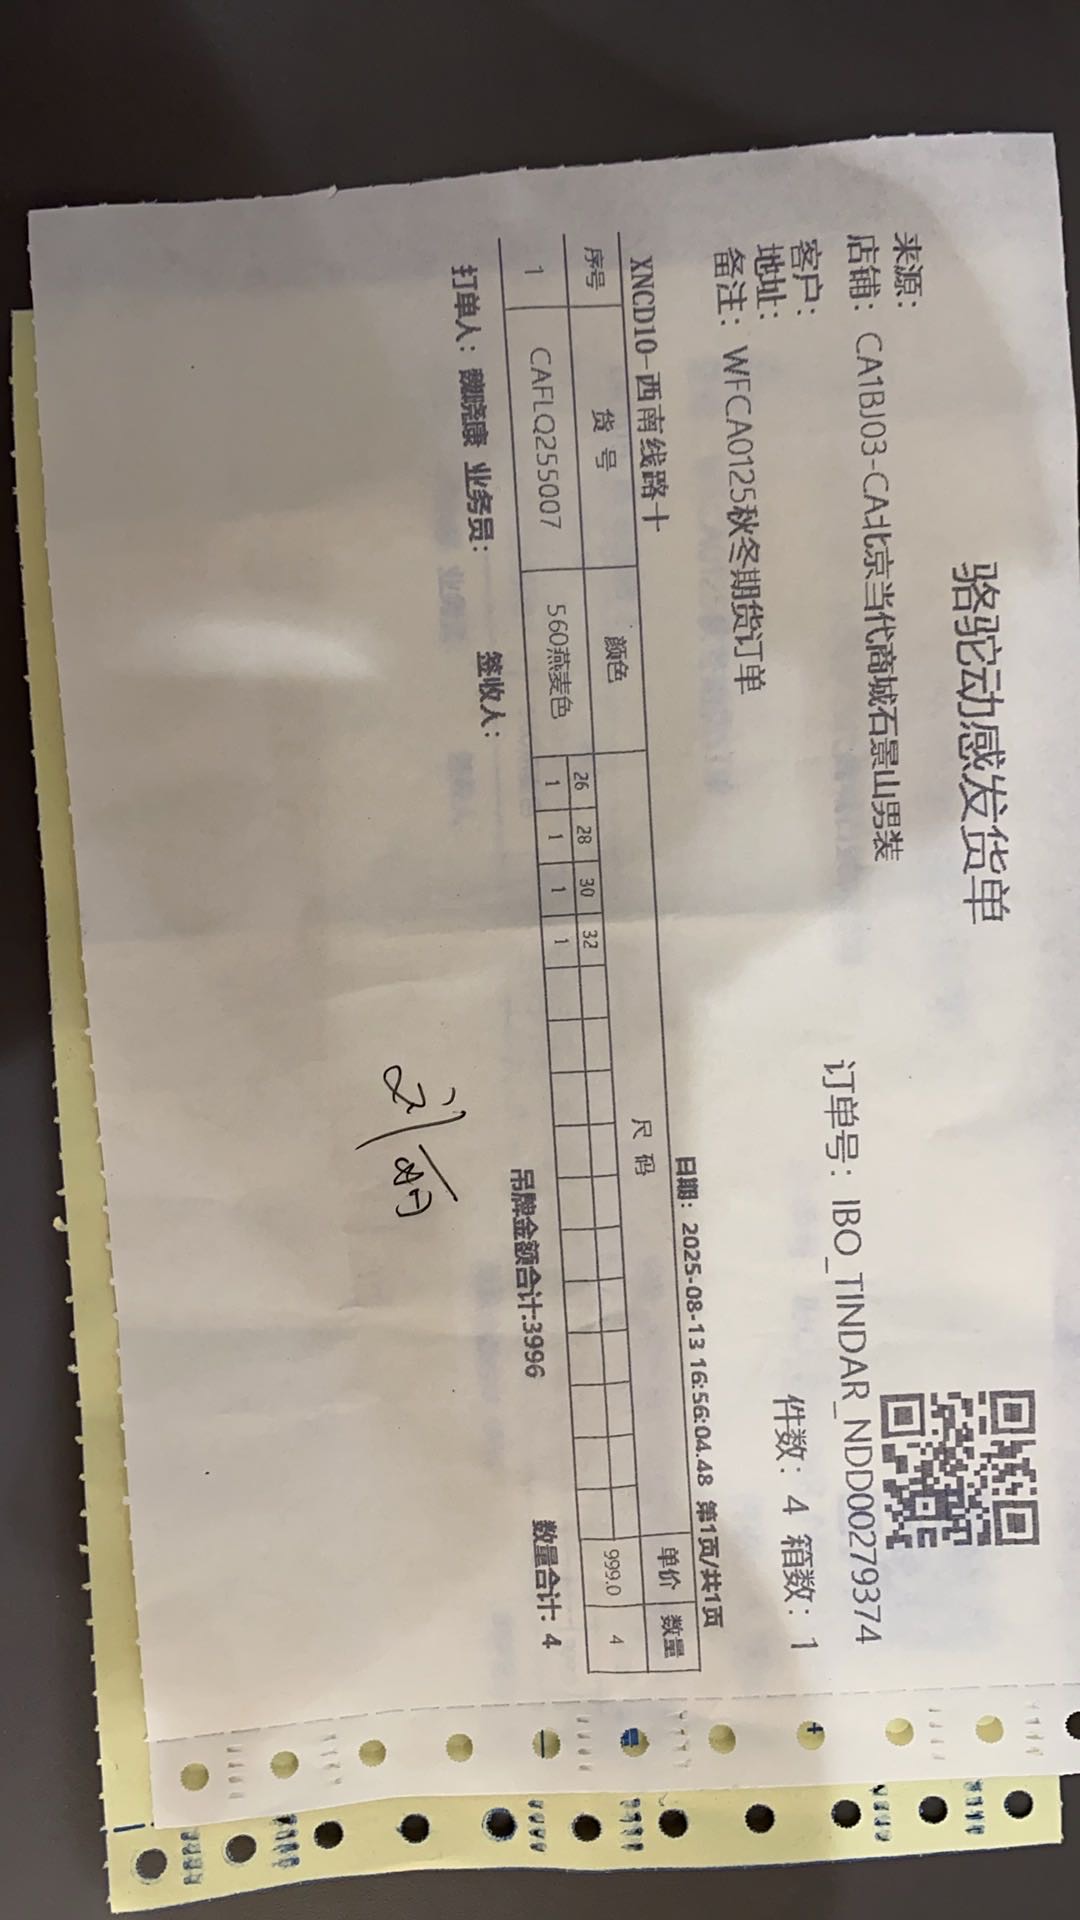 骆驼动感发货单
来源：
店铺：CA1BJ03-CA北京当代商城石景山男装
订单号：IBO_TINDAR_NDD00279374
客户：
地址：
件数：4 箱数：1
备注：WFCA0125秋冬期货订单
日期：2025-08-13 16:56:04.48 第1页/共1页
XNCD10-西南线路十
序号 货号 颜色 尺码 单价 数量
26 28 30 32
1 CAFLQ255007 560燕麦色 1 1 1 1 999.0 4
打单人：魏晓康 业务员： 签收人： 吊牌金额合计:3996 数量合计：4